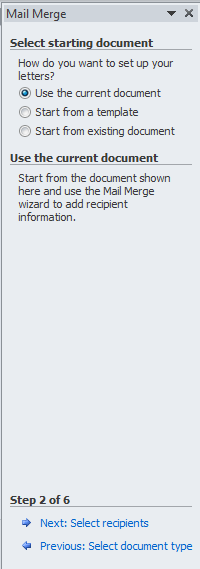 Mail Merge
Select starting document
How do you want to set up your
letters?
Use the current document
Start from a template
Start from existing document
Use the current document
Start from the document shown
here and use the Mail Merge
wizard to add recipient
information.
Step 2 of 6
Next: Select recipients
Previous: Select document type